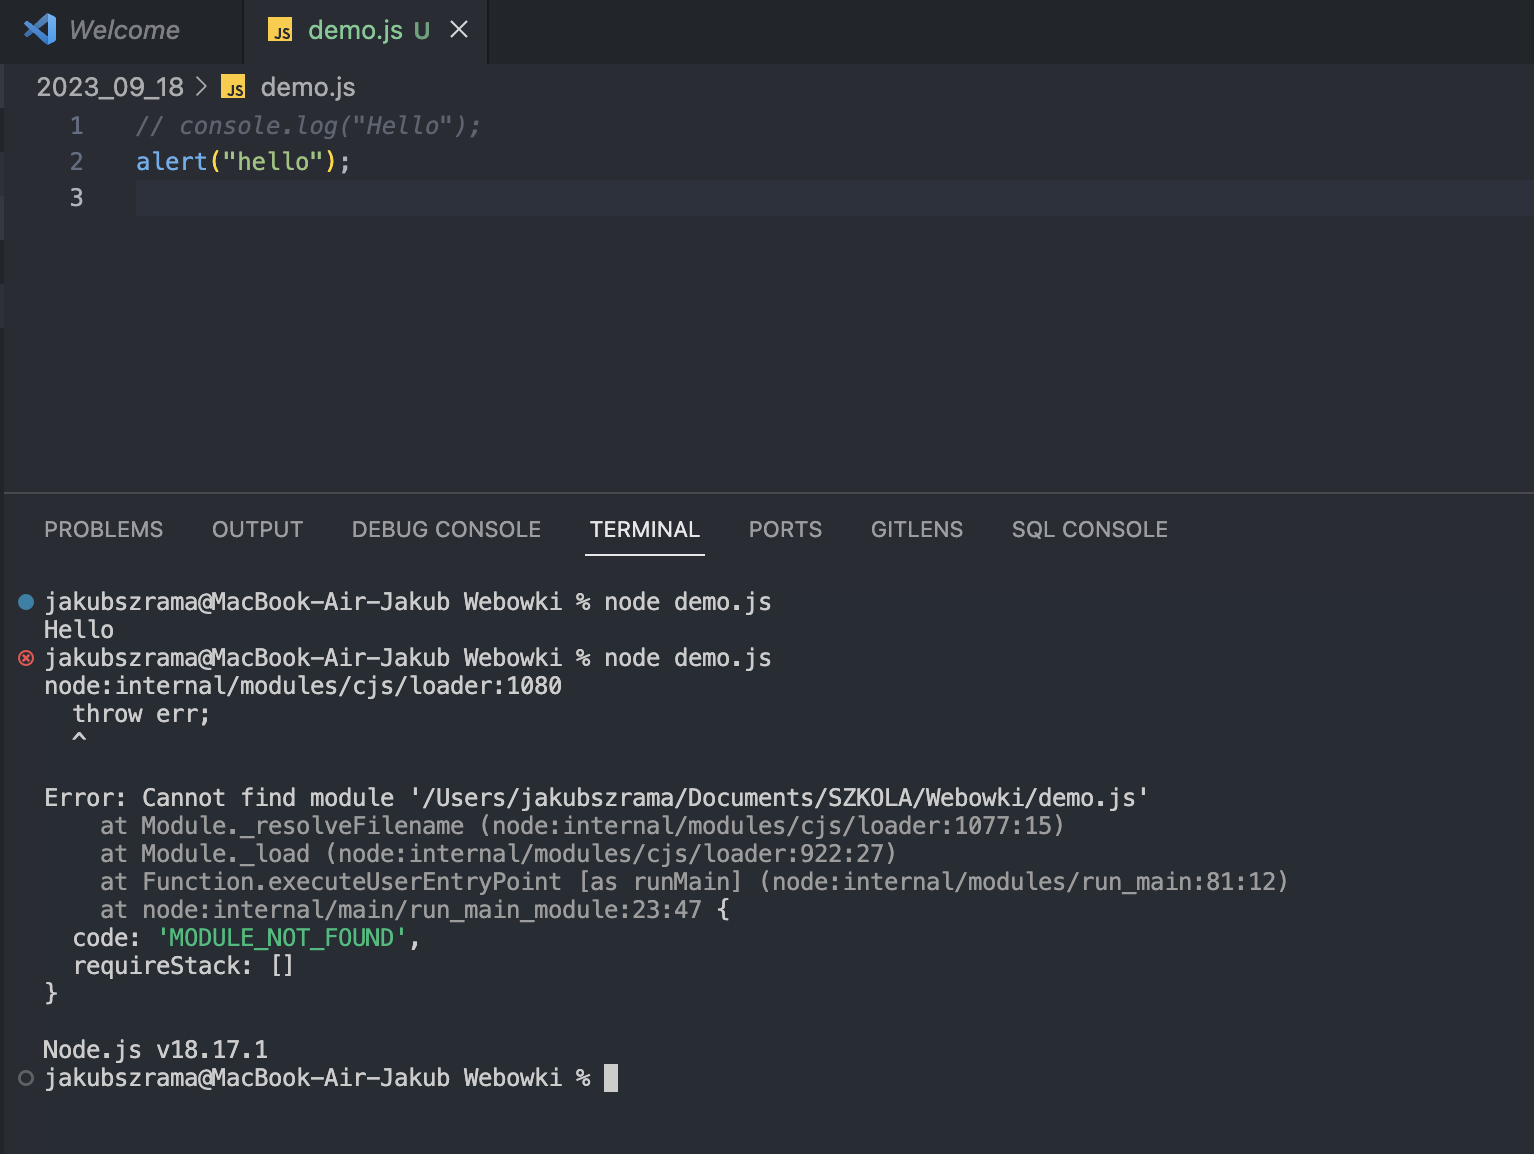 Welcome
JS demo.js U
2023_09_18 > JS demo.js
1 // console.log("Hello");
2 alert("hello");
3
PROBLEMS OUTPUT DEBUG CONSOLE TERMINAL PORTS GITLENS SQL CONSOLE
jakubszrama@MacBook-Air-Jakub Webowki % node demo.js
Hello
jakubszrama@MacBook-Air-Jakub Webowki % node demo.js
node:internal/modules/cjs/loader:1080
  throw err;
  ^
Error: Cannot find module '/Users/jakubszrama/Documents/SZKOLA/Webowki/demo.js'
    at Module._resolveFilename (node:internal/modules/cjs/loader:1077:15)
    at Module._load (node:internal/modules/cjs/loader:922:27)
    at Function.executeUserEntryPoint [as runMain] (node:internal/modules/run_main:81:12)
    at node:internal/main/run_main_module:23:47 {
  code: 'MODULE_NOT_FOUND',
  requireStack: []
}
Node.js v18.17.1
jakubszrama@MacBook-Air-Jakub Webowki %